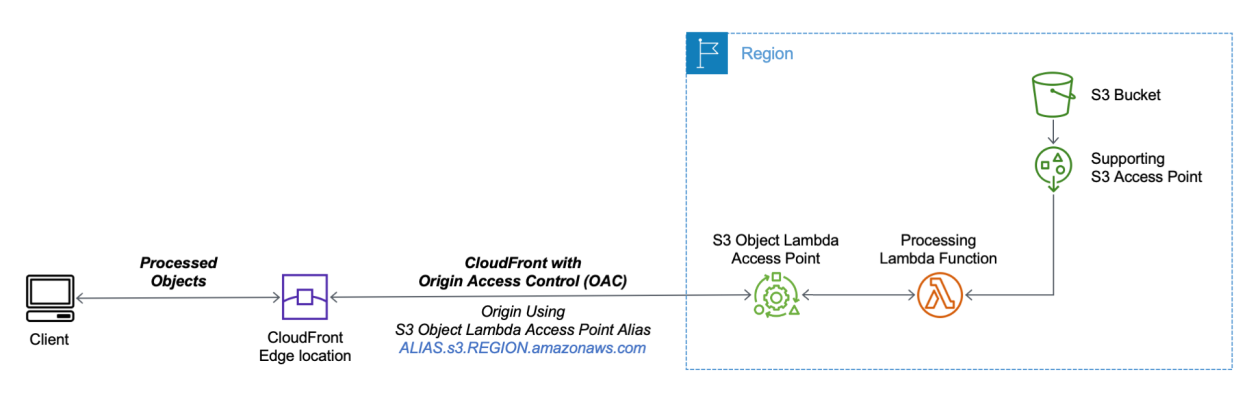 Region
S3 Bucket
Supporting
S3 Access Point
S3 Object Lambda
Access Point
Processing
Lambda Function
Processed
Objects
CloudFront with
Origin Access Control (OAC)
Origin Using
S3 Object Lambda Access Point Alias
ALIAS.s3.REGION.amazonaws.com
Client
CloudFront
Edge location